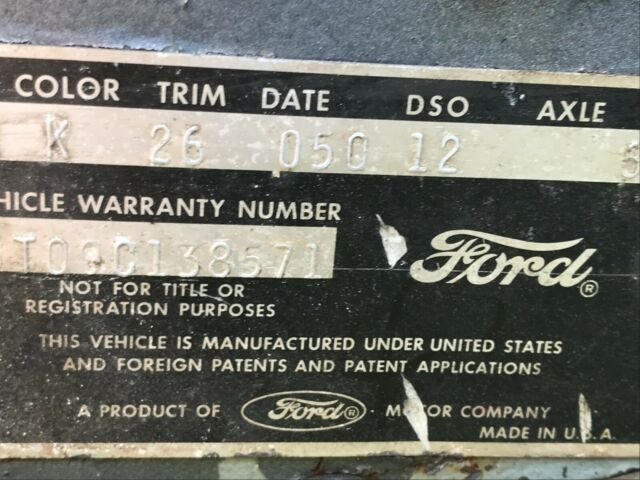 COLOR TRIM DATE DSO AXLE
K 26 05G 12
HICLE WARRANTY NUMBER
T09C138571
Ford®
NOT FOR TITLE OR
REGISTRATION PURPOSES
THIS VEHICLE IS MANUFACTURED UNDER UNITED STATES
AND FOREIGN PATENTS AND PATENT APPLICATIONS
A PRODUCT OF Ford® MOTOR COMPANY
MADE IN U.S.A.